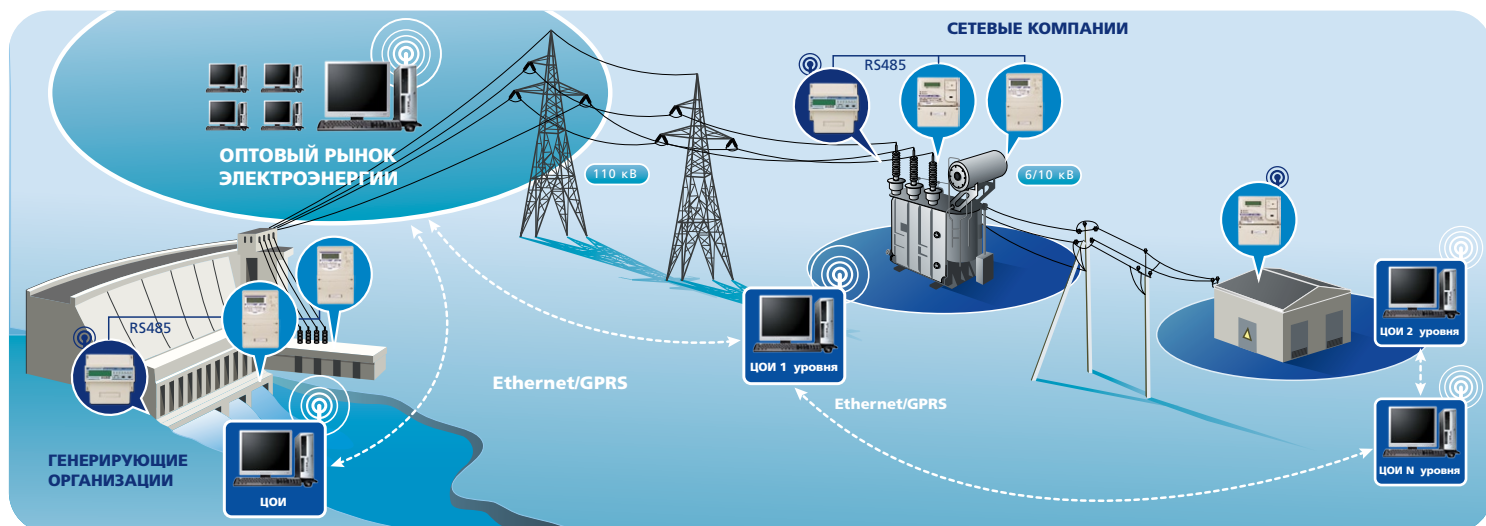 СЕТЕВЫЕ КОМПАНИИ
RS485
ОПТОВЫЙ РЫНОК
ЭЛЕКТРОЭНЕРГИИ
110 кВ
6/10 кВ
RS485
ЦОИ 1 уровня
ЦОИ 2 уровня
Ethernet/GPRS
Ethernet/GPRS
ГЕНЕРИРУЮЩИЕ
ОРГАНИЗАЦИИ
ЦОИ
ЦОИ N уровня